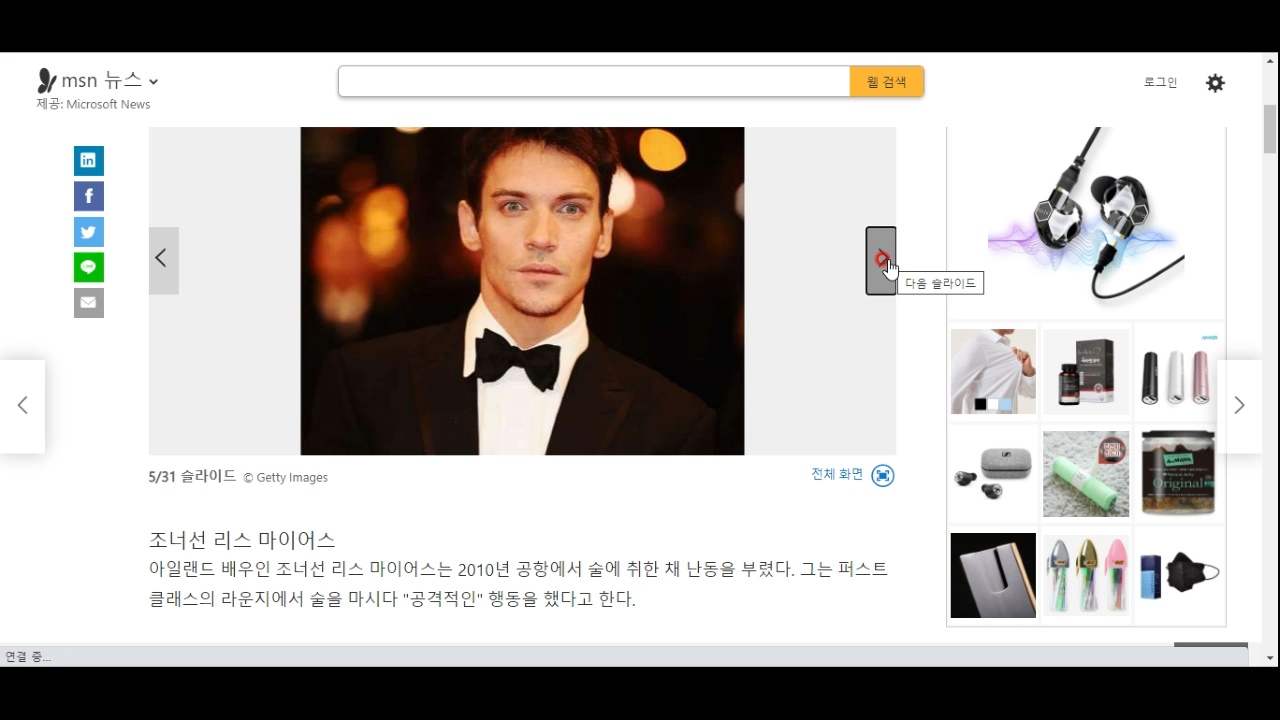 msn 뉴스
제공: Microsoft News
웹 검색
로그인
다음 슬라이드
5/31 슬라이드 © Getty Images
전체 화면
조너선 리스 마이어스
아일랜드 배우인 조너선 리스 마이어스는 2010년 공항에서 술에 취한 채 난동을 부렸다. 그는 퍼스트
클래스의 라운지에서 술을 마시다 "공격적인" 행동을 했다고 한다.
Original
연결 중...